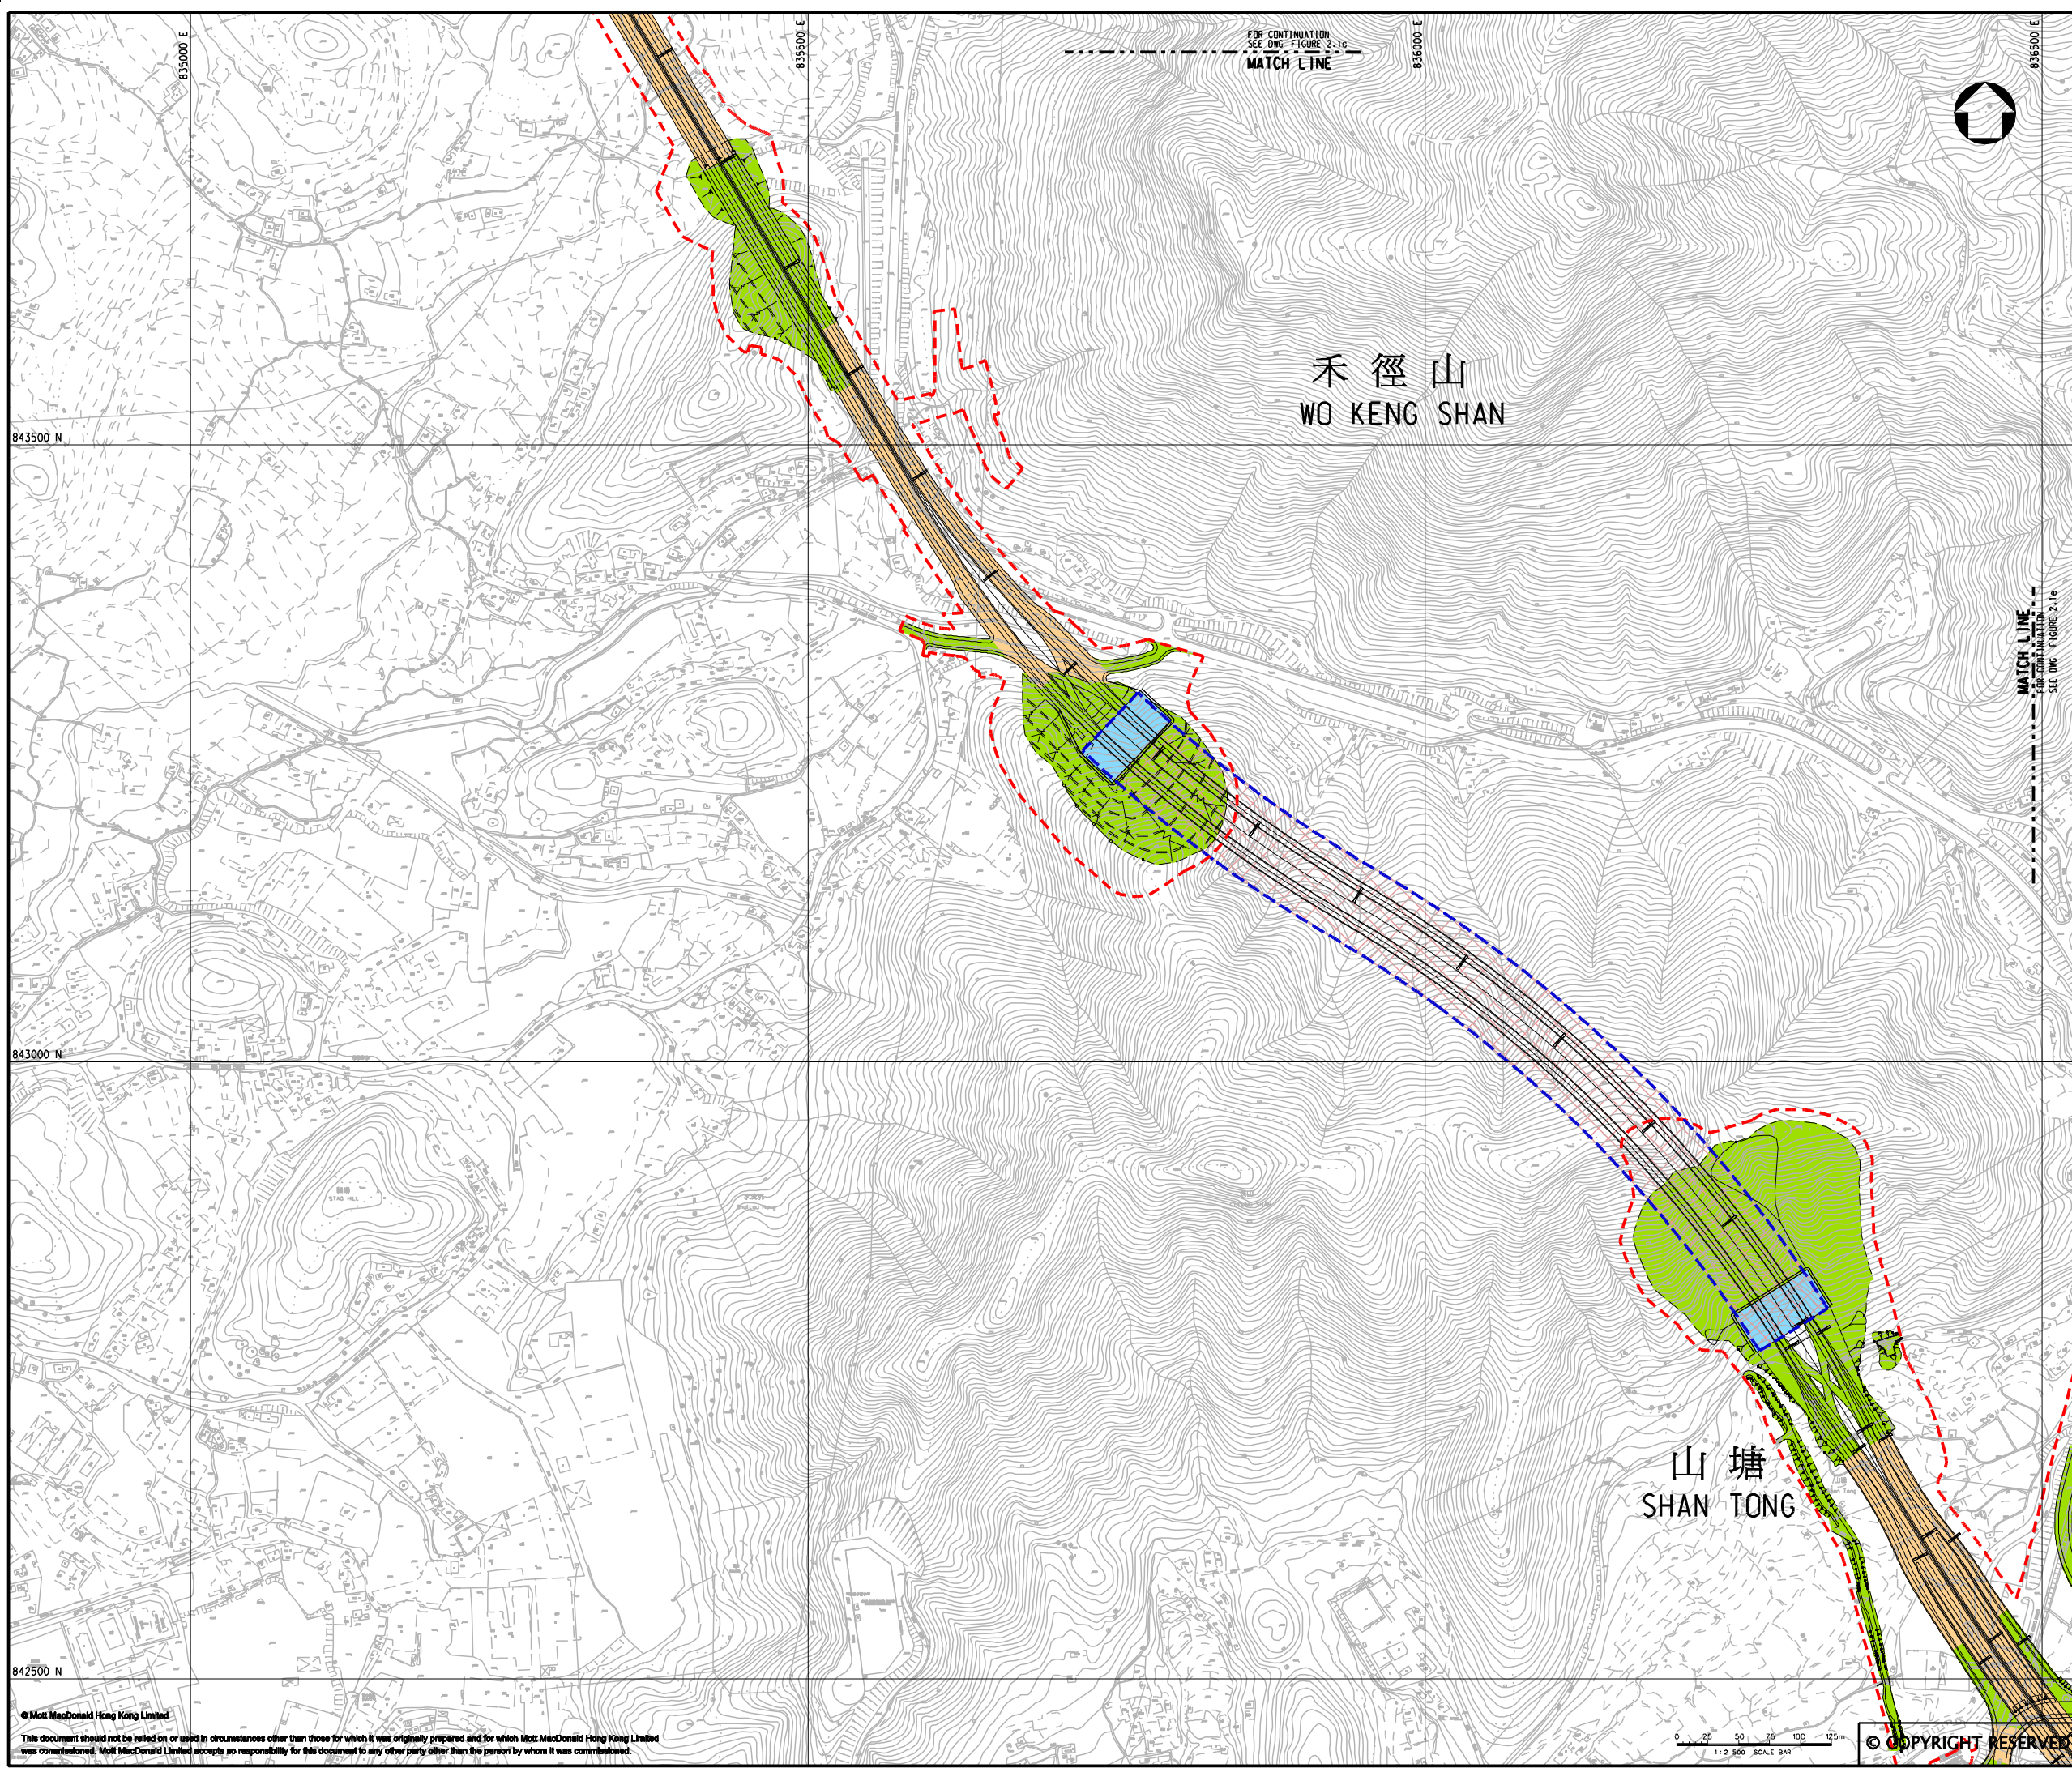 835000 E
835500 E
836000 E
836500 E
FOR CONTINUATION
SEE DWG FIGURE 2.1c
MATCH LINE
禾徑山
WO KENG SHAN
843500 N
MATCH LINE
FOR CONTINUATION
SEE DWG FIGURE 2.1e
843000 N
STAG HILL
山塘
SHAN TONG
842500 N
© Mott MacDonald Hong Kong Limited
This document should not be relied on or used in circumstances other than those for which it was originally prepared and for which Mott MacDonald Hong Kong Limited
was commissioned. Mott MacDonald Limited accepts no responsibility for this document to any other party other than the person by whom it was commissioned.
0 25 50 75 100 125m
1:2 500 SCALE BAR
© COPYRIGHT RESERVED